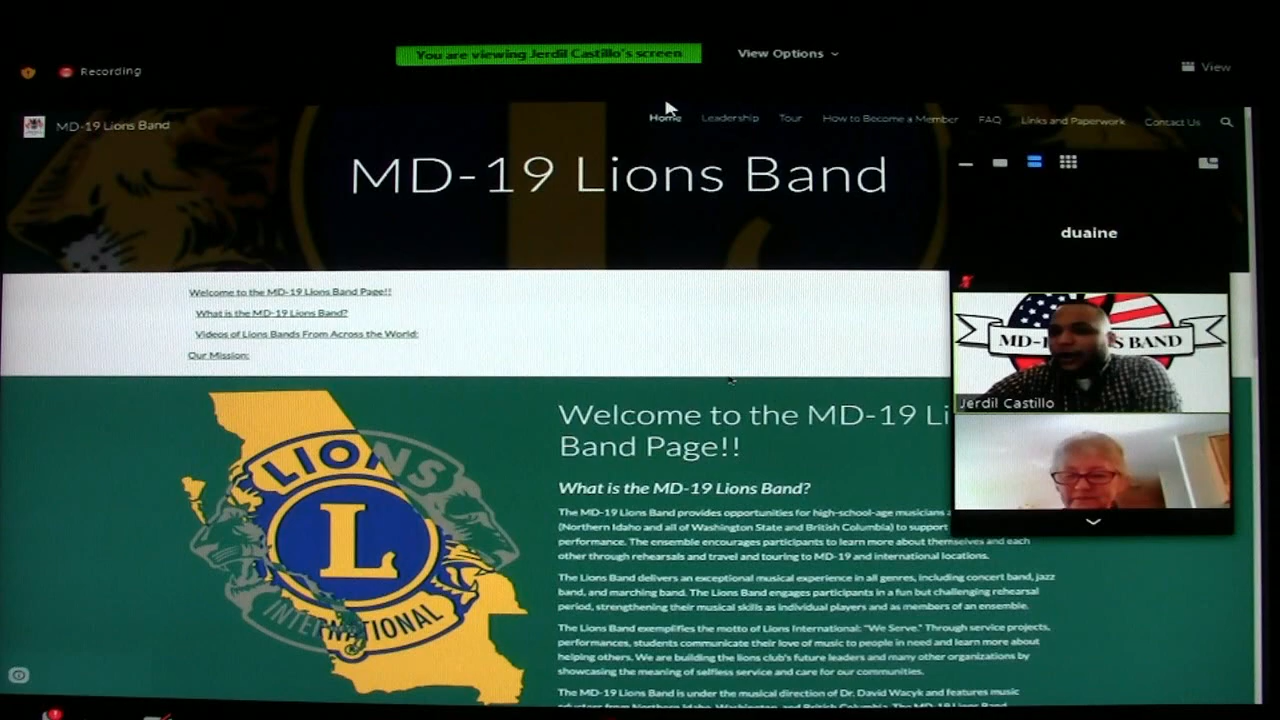 You are viewing Jerdil Castillo's screen
View Options
Recording
View
MD-19 Lions Band
Home Leadership Tour How to Become a Member FAQ Links and Paperwork Contact Us
MD-19 Lions Band
duaine
Welcome to the MD-19 Lions Band Page!!
What is the MD-19 Lions Band?
Videos of Lions Bands From Across the World:
Our Mission:
MD-1
S BAND
Jerdil Castillo
LIONS
L
INTERNATIONAL
Welcome to the MD-19 Li
Band Page!!
What is the MD-19 Lions Band?
The MD-19 Lions Band provides opportunities for high-school-age musicians
(Northern Idaho and all of Washington State and British Columbia) to support
performance. The ensemble encourages participants to learn more about themselves and each
other through rehearsals and travel and touring to MD-19 and international locations.
The Lions Band delivers an exceptional musical experience in all genres, including concert band, jazz
band, and marching band. The Lions Band engages participants in a fun but challenging rehearsal
period, strengthening their musical skills as individual players and as members of an ensemble.
The Lions Band exemplifies the motto of Lions International: "We Serve." Through service projects,
performances, students communicate their love of music to people in need and learn more about
helping others. We are building the lions club's future leaders and many other organizations by
showcasing the meaning of selfless service and care for our communities.
The MD-19 Lions Band is under the musical direction of Dr. David Wacyk and features music
from Northern Idaho, Washington, and British Columbia. The MD-19 Lions Band